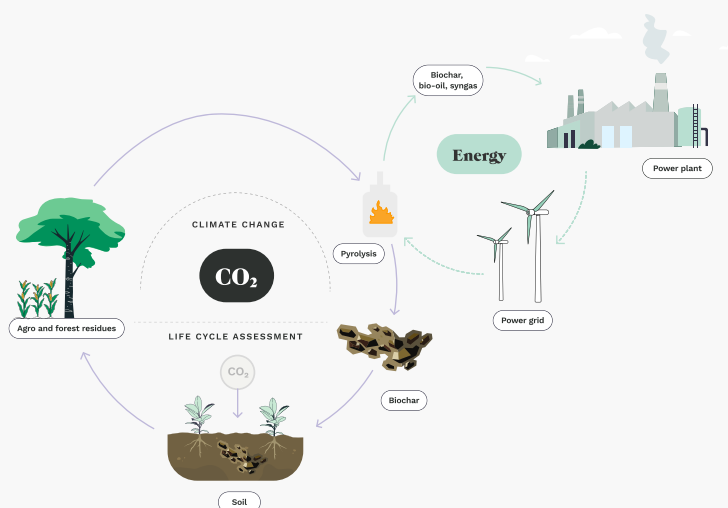 Biochar,
bio-oil, syngas
Energy
Power plant
CLIMATE CHANGE
CO₂
Pyrolysis
Power grid
Agro and forest residues
LIFE CYCLE ASSESSMENT
CO₂
Biochar
Soil